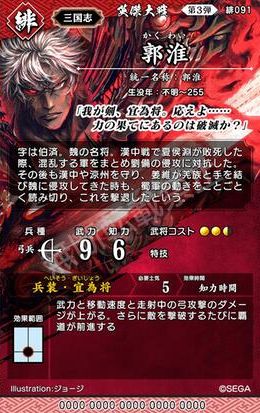 緋
三国志
英傑大戦
第3弾
緋091
かくわい
郭淮
統一名称：郭淮
生没年：不明～255
「我が剣、宜為将。応えよ……
力の果てにあるのは破滅か？」
字は伯済。魏の名将。漢中戦で夏侯淵が敗死した
際、混乱する軍をまとめ劉備の侵攻に対抗した。
その後も漢中や涼州を守り、姜維が羌族と手を結
び魏に侵攻してきた時も、蜀軍の動きをことごと
く読み切り、これを撃退したという。
兵種 武力 知力 武将コスト
弓兵 9 6 特技
へいそう・ぎいしょう
兵装・宜為将
必要士気
5
効果時間
知力時間
効果範囲
武力と移動速度と走射中の弓攻撃のダメー
ジが上がる。さらに敵を撃破するたびに覇
道が前進する
Illustration:ジョージ
©SEGA
0000-0000-0000-0000-0000